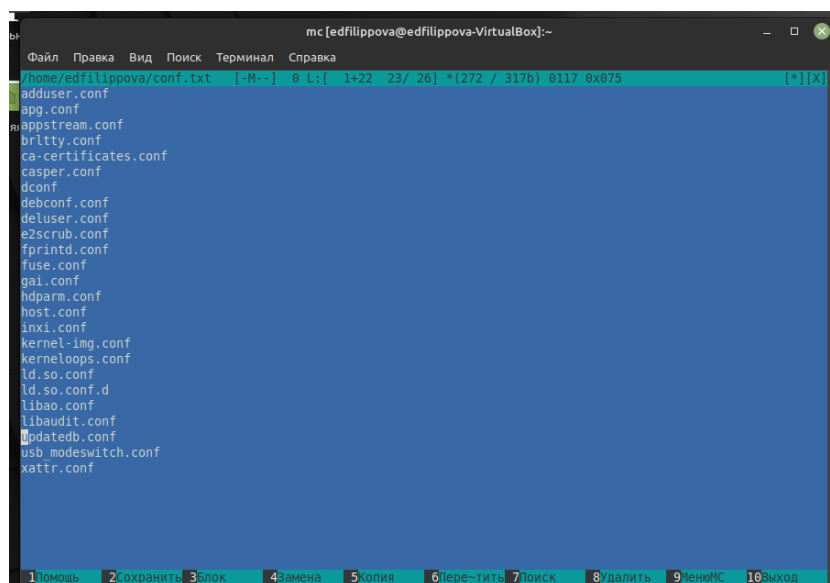 mc [edfilippova@edfilippova-VirtualBox]:~
Файл Правка Вид Поиск Терминал Справка
/home/edfilippova/conf.txt [-M--] 0 L:[ 1+22 23/ 26] *(272 / 317b) 0117 0x075 [*][X]
adduser.conf
apg.conf
appstream.conf
brltty.conf
ca-certificates.conf
casper.conf
dconf
debconf.conf
deluser.conf
e2scrub.conf
fprintd.conf
fuse.conf
gai.conf
hdparm.conf
host.conf
inxi.conf
kernel-img.conf
kerneloops.conf
ld.so.conf
ld.so.conf.d
libao.conf
libaudit.conf
updatedb.conf
usb_modeswitch.conf
xattr.conf
1Помощь 2Сохранить 3Блок 4Замена 5Копия 6Пере~тить 7Поиск 8Удалить 9МенюMC 10Выход